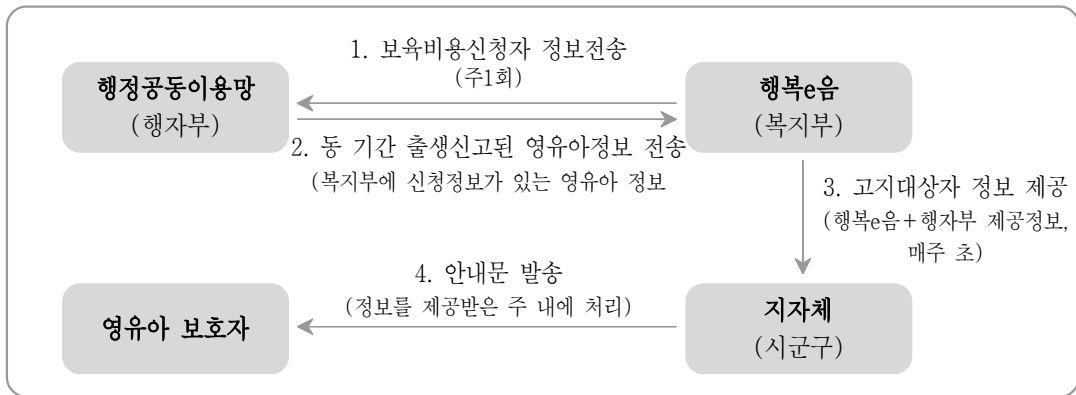 1. 보육비용신청자 정보전송
(주1회)
행정공동이용망
(행자부)
행복e음
(복지부)
2. 동 기간 출생신고된 영유아정보 전송
(복지부에 신청정보가 있는 영유아 정보
3. 고지대상자 정보 제공
(행복e음+행자부 제공정보,
매주 초)
4. 안내문 발송
(정보를 제공받은 주 내에 처리)
영유아 보호자
지자체
(시군구)